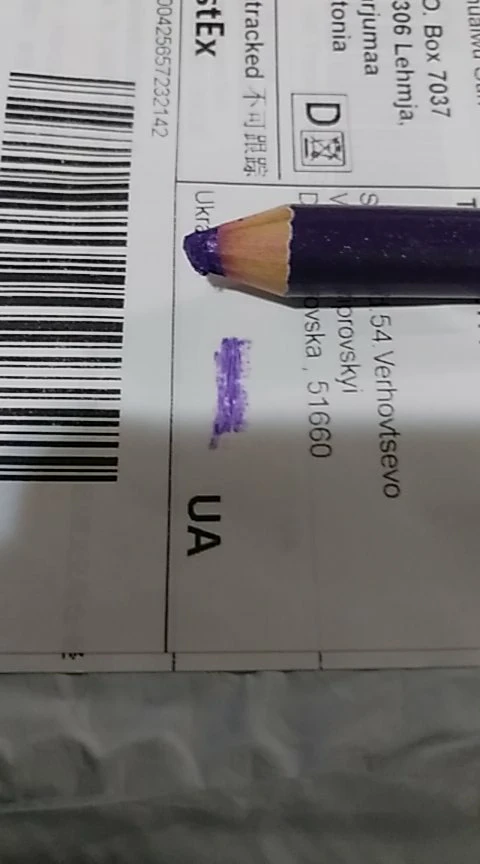 O. Box 7037
306 Lehmja,
rjumaa
tonia
D
tracked 不可跟踪
stEx
00425657232142
T
S .54.Verhovtsevo
V provskyi
D ovska , 51660
Ukra
UA